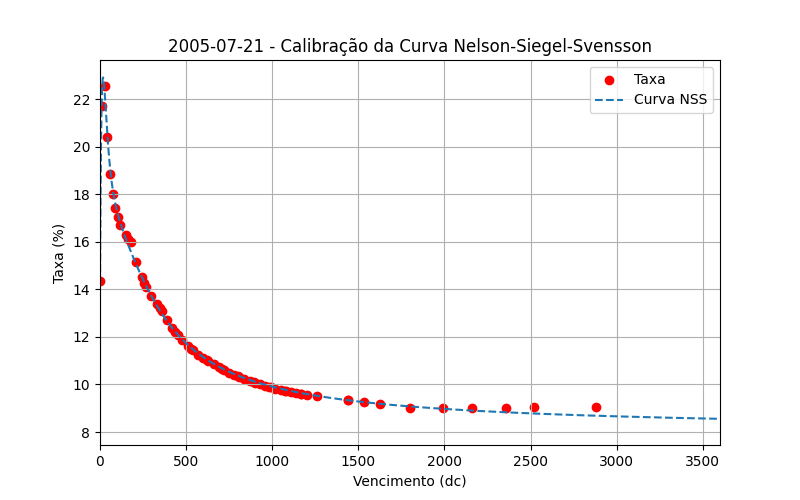 2005-07-21 - Calibração da Curva Nelson-Siegel-Svensson
Taxa
Curva NSS
Taxa (%)
22
20
18
16
14
12
10
8
0 500 1000 1500 2000 2500 3000 3500
Vencimento (dc)